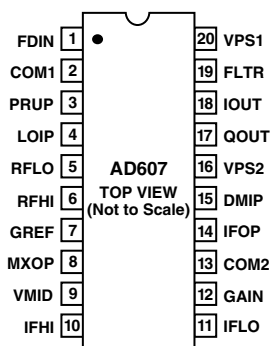 FDIN 1 20 VPS1
COM1 2 19 FLTR
PRUP 3 18 IOUT
LOIP 4 17 QOUT
RFLO 5 AD607 16 VPS2
RFHI 6 TOP VIEW 15 DMIP
GREF 7 (Not to Scale) 14 IFOP
MXOP 8 13 COM2
VMID 9 12 GAIN
IFHI 10 11 IFLO